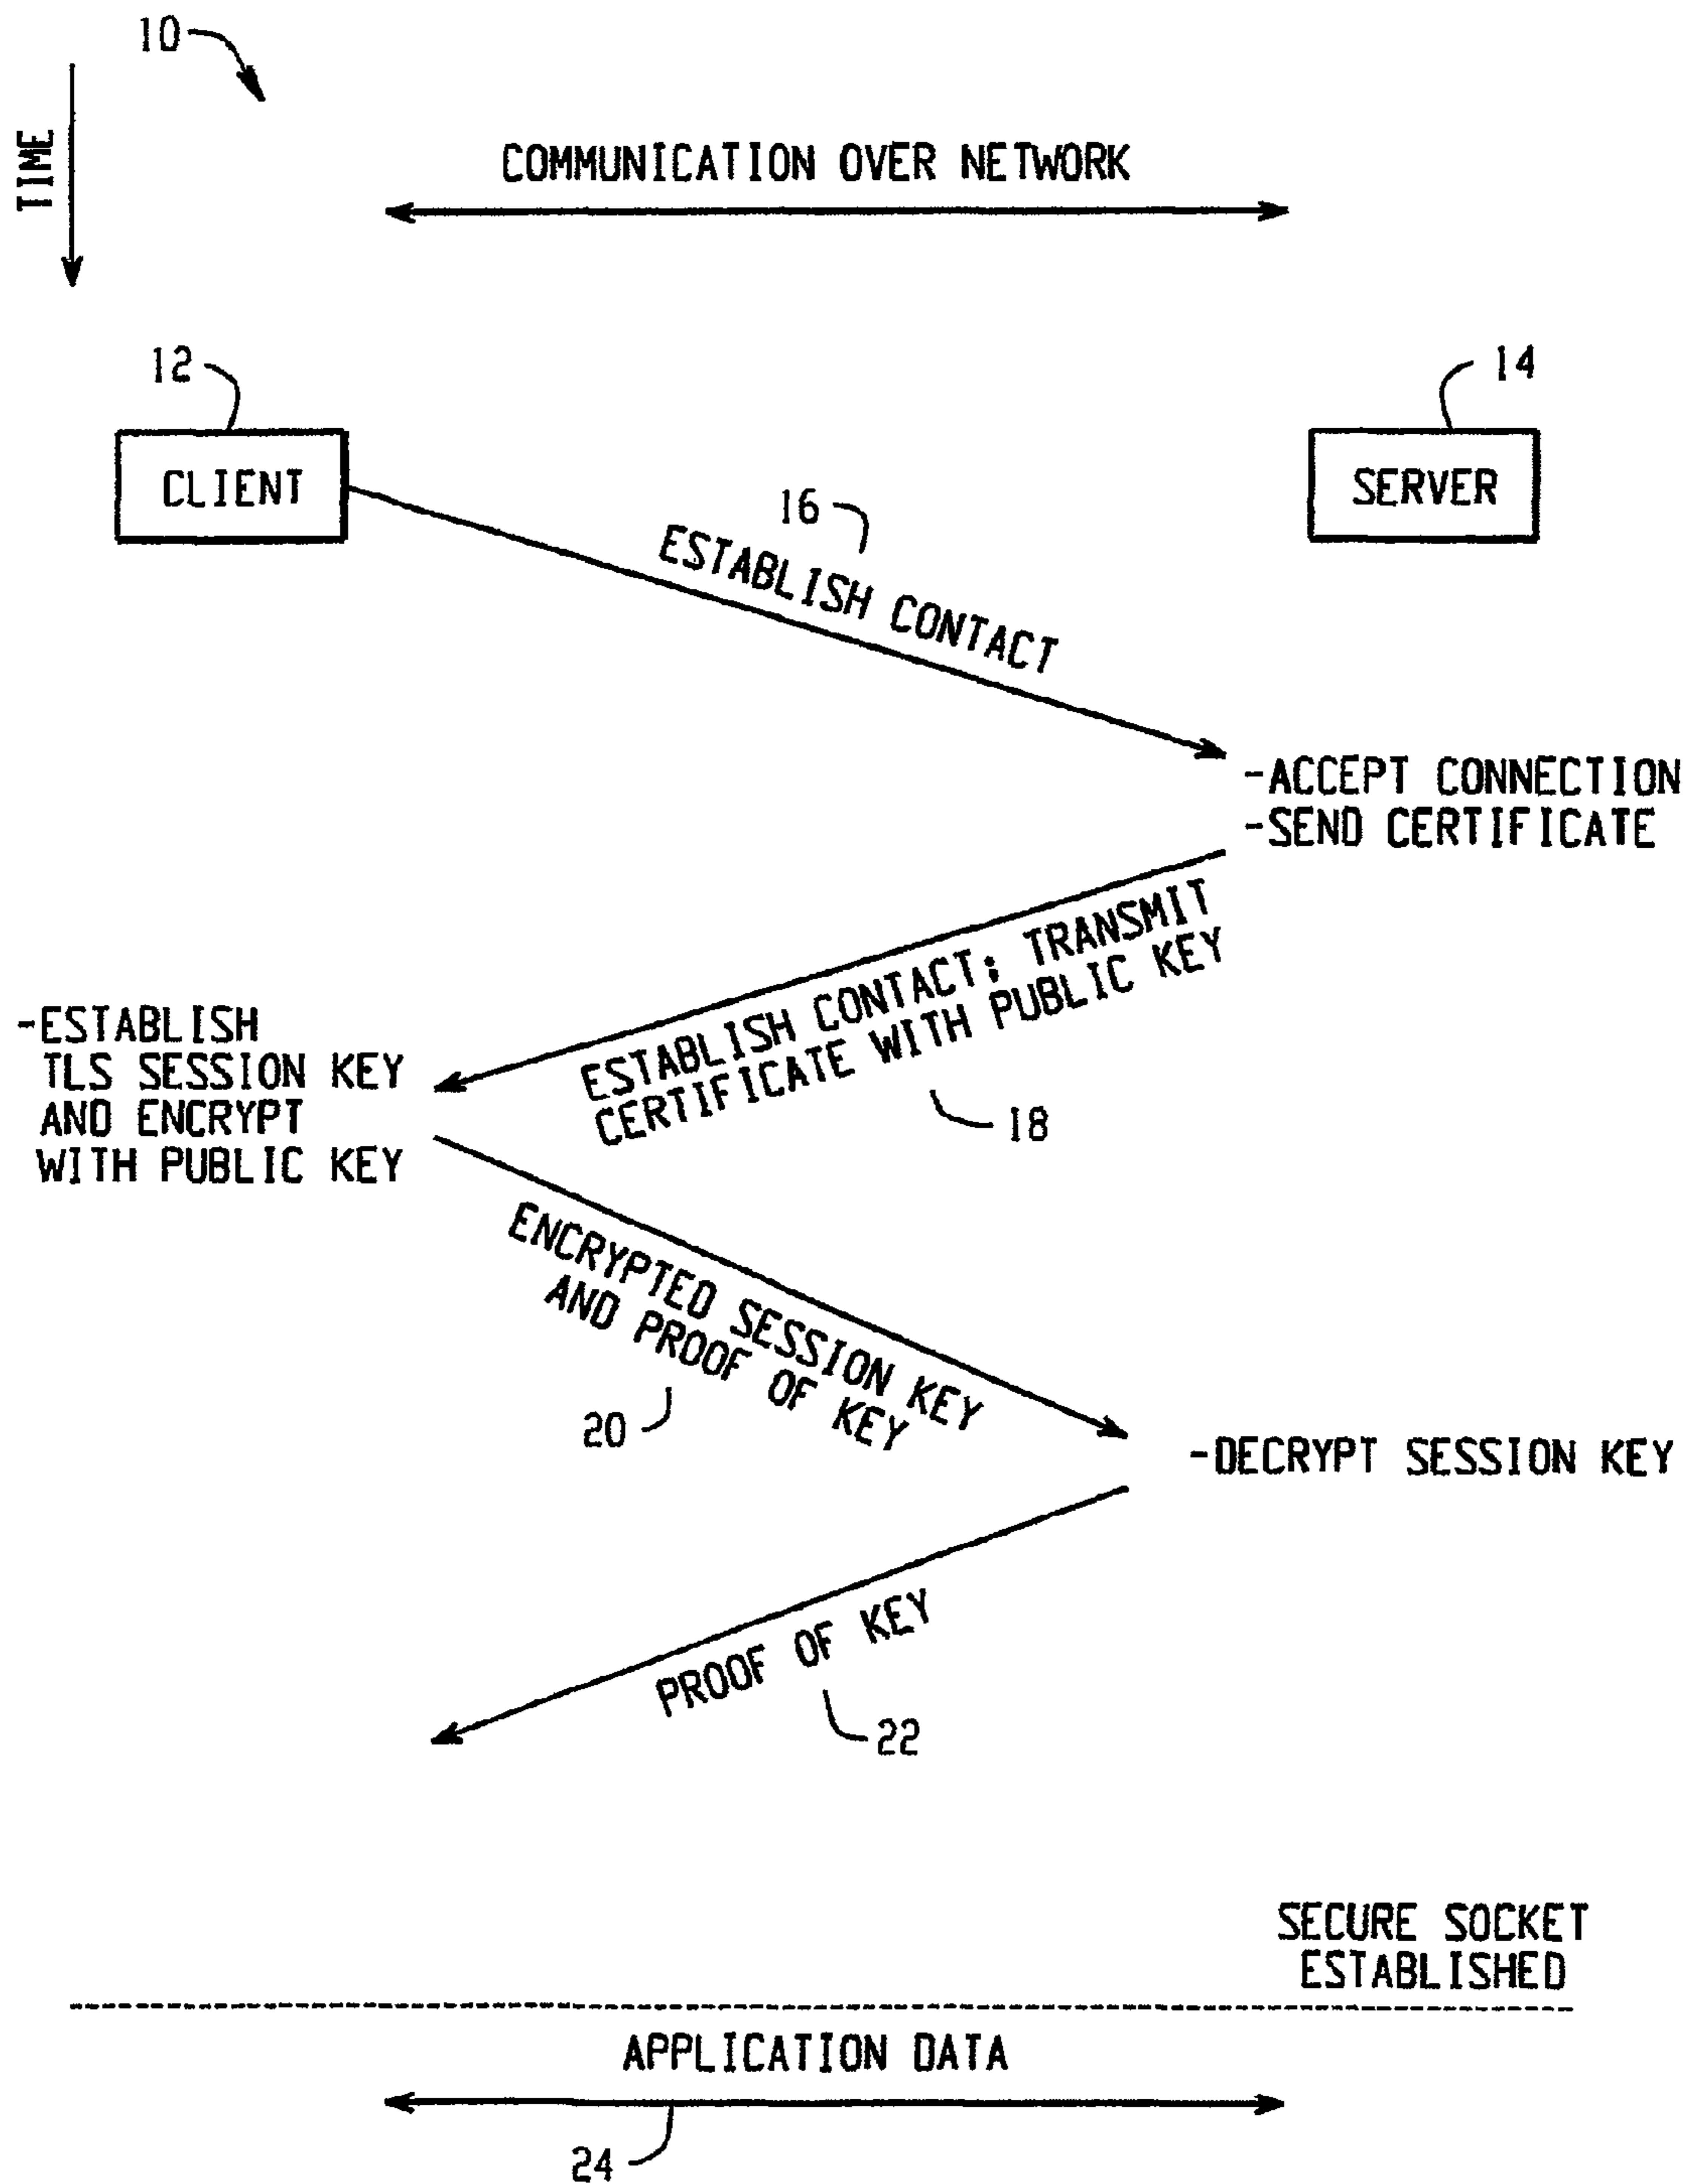 10
TIME
COMMUNICATION OVER NETWORK
12
14
CLIENT
SERVER
16
ESTABLISH CONTACT
-ACCEPT CONNECTION
-SEND CERTIFICATE
ESTABLISH CONTACT; TRANSMIT
CERTIFICATE WITH PUBLIC KEY
18
-ESTABLISH
TLS SESSION KEY
AND ENCRYPT
WITH PUBLIC KEY
ENCRYPTED SESSION KEY
AND PROOF OF KEY
20
-DECRYPT SESSION KEY
PROOF OF KEY
22
SECURE SOCKET
ESTABLISHED
APPLICATION DATA
24